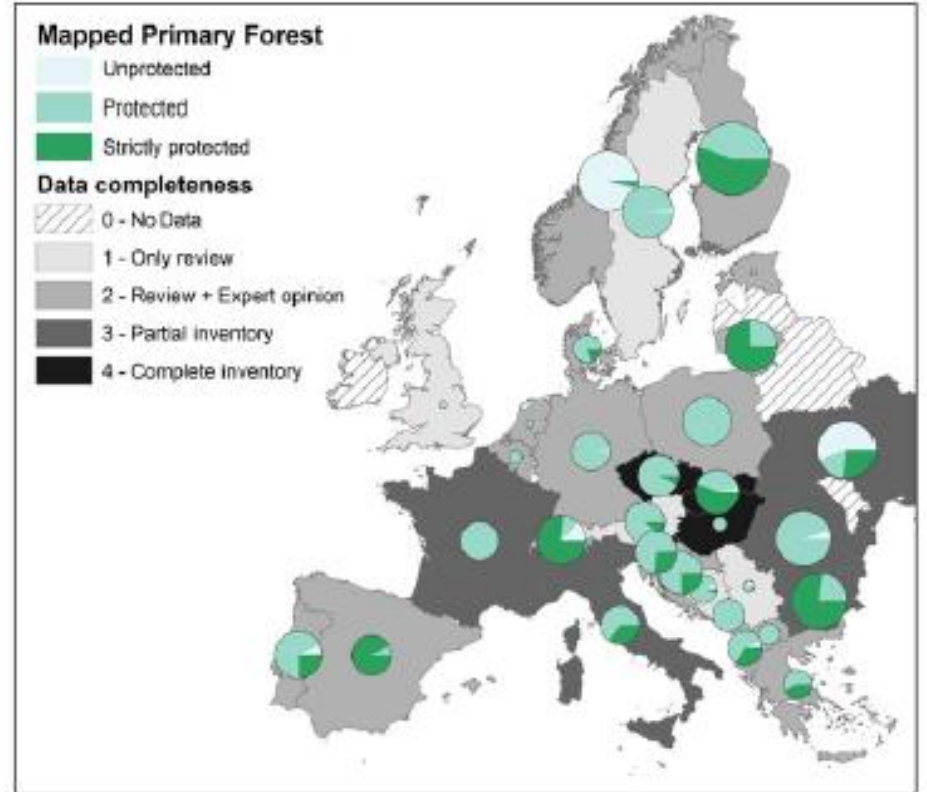 Mapped Primary Forest
Unprotected
Protected
Strictly protected
Data completeness
0 - No Data
1 - Only review
2 - Review + Expert opinion
3 - Partial inventory
4 - Complete inventory